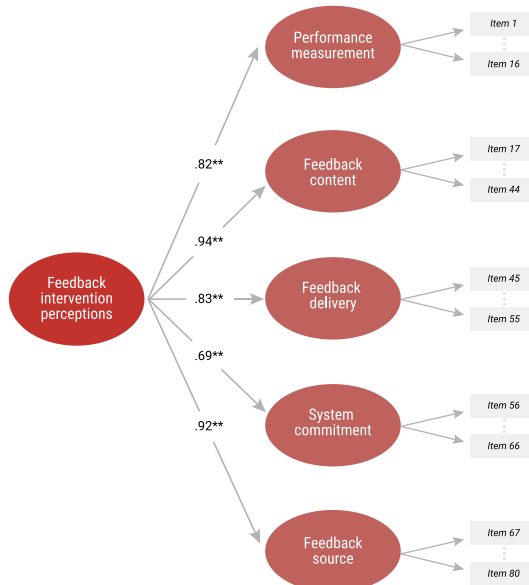 Performance
measurement
Item 1
Item 16
.82**
Feedback
content
Item 17
Item 44
.94**
Feedback
intervention
perceptions
.83**
Feedback
delivery
Item 45
Item 55
.69**
System
commitment
Item 56
Item 66
.92**
Feedback
source
Item 67
Item 80